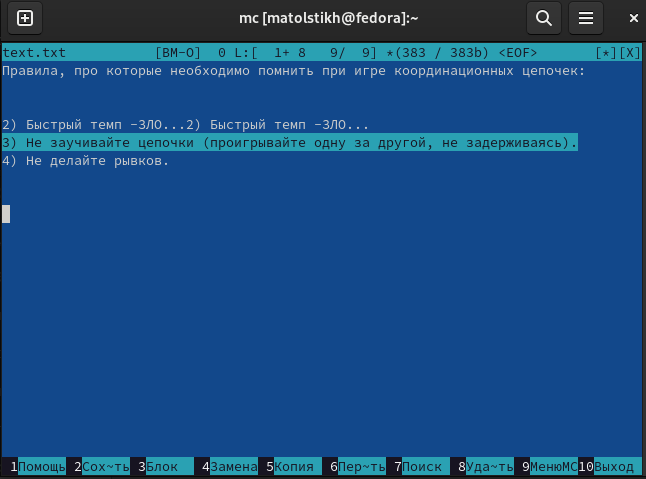 mc [matolstikh@fedora]:~
text.txt [BM-O] 0 L:[ 1+ 8 9/ 9] *(383 / 383b) <EOF> [*][X]
Правила, про которые необходимо помнить при игре координационных цепочек:
2) Быстрый темп –ЗЛО...2) Быстрый темп –ЗЛО...
3) Не заучивайте цепочки (проигрывайте одну за другой, не задерживаясь).
4) Не делайте рывков.
1Помощь 2Сох~ть 3Блок 4Замена 5Копия 6Пер~ть 7Поиск 8Уда~ть 9МенюMC 10Выход